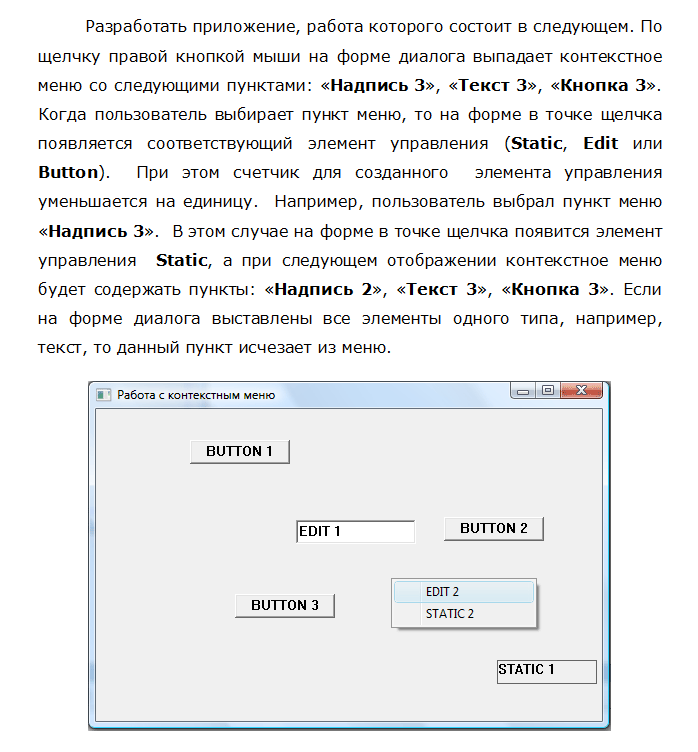 Разработать приложение, работа которого состоит в следующем. По
щелчку правой кнопкой мыши на форме диалога выпадает контекстное
меню со следующими пунктами: «Надпись 3», «Текст 3», «Кнопка 3».
Когда пользователь выбирает пункт меню, то на форме в точке щелчка
появляется соответствующий элемент управления (Static, Edit или
Button). При этом счетчик для созданного элемента управления
уменьшается на единицу. Например, пользователь выбрал пункт меню
«Надпись 3». В этом случае на форме в точке щелчка появится элемент
управления Static, а при следующем отображении контекстное меню
будет содержать пункты: «Надпись 2», «Текст 3», «Кнопка 3». Если
на форме диалога выставлены все элементы одного типа, например,
текст, то данный пункт исчезает из меню.
Работа с контекстным меню
BUTTON 1
EDIT 1
BUTTON 2
BUTTON 3
EDIT 2
STATIC 2
STATIC 1